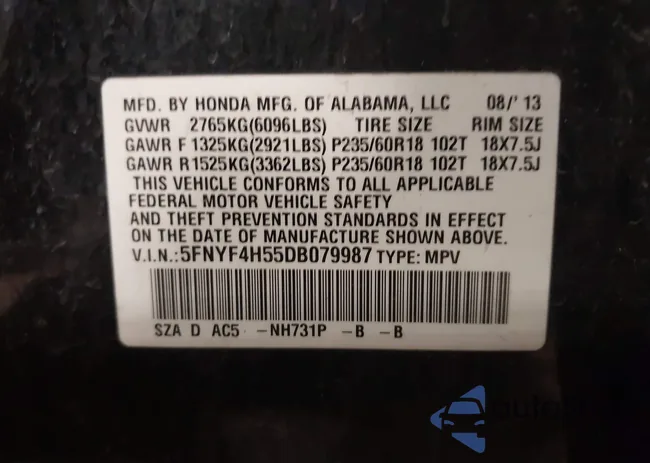 MFD. BY HONDA MFG. OF ALABAMA, LLC 08/'13
GVWR 2765KG(6096LBS) TIRE SIZE RIM SIZE
GAWR F 1325KG(2921LBS) P235/60R18 102T 18X7.5J
GAWR R 1525KG(3362LBS) P235/60R18 102T 18X7.5J
THIS VEHICLE CONFORMS TO ALL APPLICABLE
FEDERAL MOTOR VEHICLE SAFETY
AND THEFT PREVENTION STANDARDS IN EFFECT
ON THE DATE OF MANUFACTURE SHOWN ABOVE.
V.I.N.:5FNYF4H55DB079987 TYPE: MPV
SZA D AC5 -NH731P -B -B